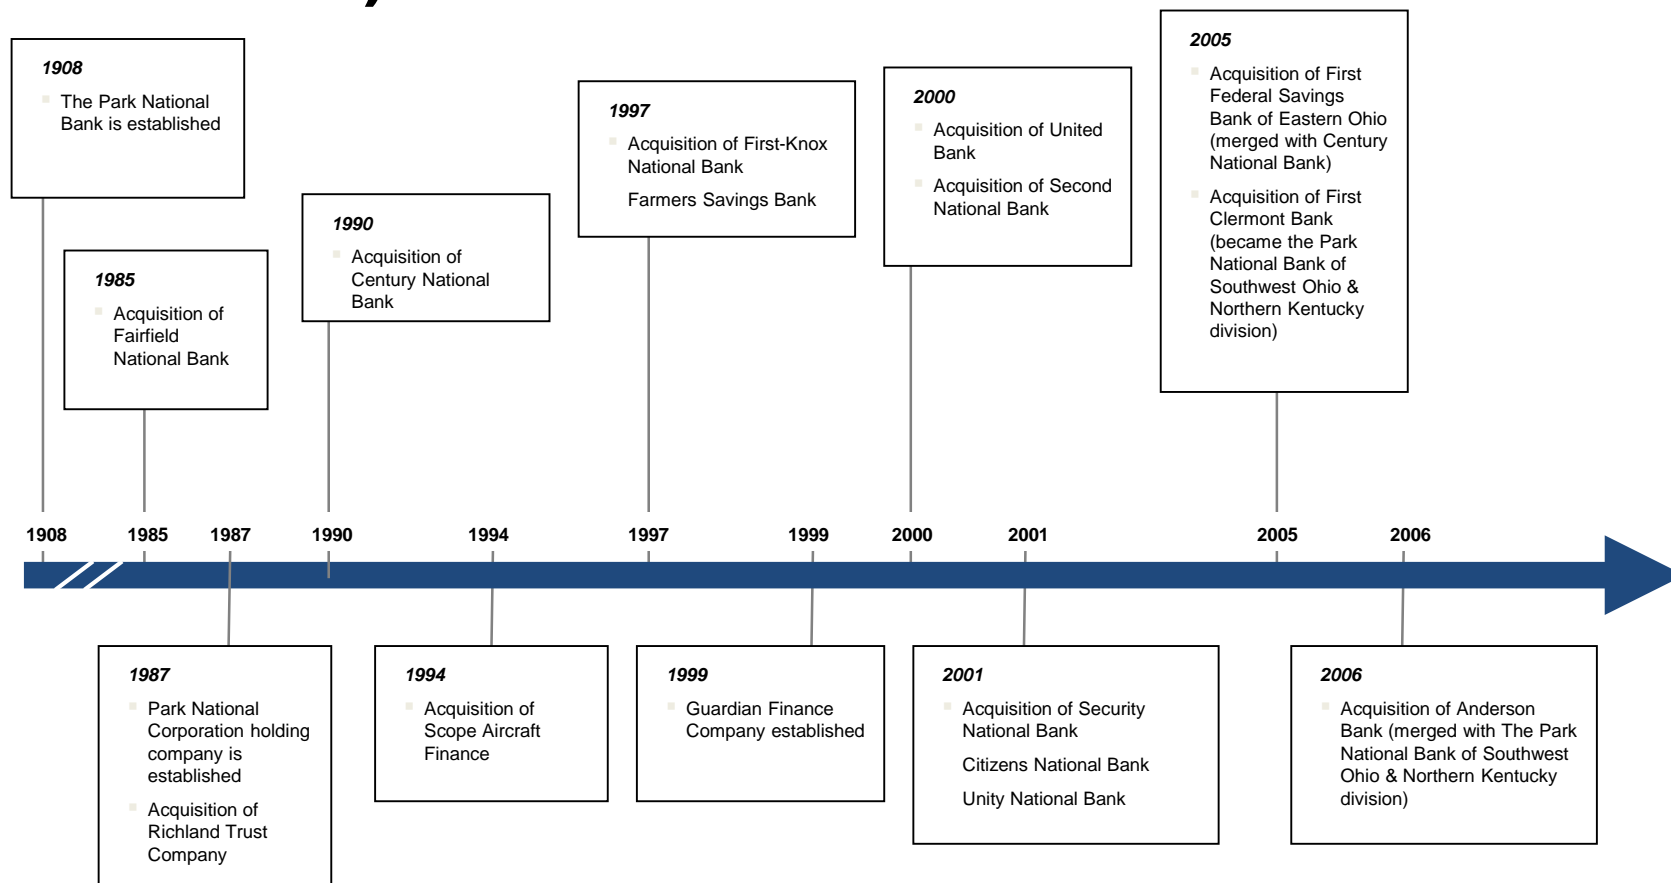 1908
The Park National
Bank is established
1985
Acquisition of
Fairfield
National Bank
1990
Acquisition of
Century National
Bank
1997
Acquisition of First-Knox
National Bank
Farmers Savings Bank
2000
Acquisition of United
Bank
Acquisition of Second
National Bank
2005
Acquisition of First
Federal Savings
Bank of Eastern Ohio
(merged with Century
National Bank)
Acquisition of First
Clermont Bank
(became the Park
National Bank of
Southwest Ohio &
Northern Kentucky
division)
1908 1985 1987 1990 1994 1997 1999 2000 2001 2005 2006
1987
Park National
Corporation holding
company is
established
Acquisition of
Richland Trust
Company
1994
Acquisition of
Scope Aircraft
Finance
1999
Guardian Finance
Company established
2001
Acquisition of Security
National Bank
Citizens National Bank
Unity National Bank
2006
Acquisition of Anderson
Bank (merged with The Park
National Bank of Southwest
Ohio & Northern Kentucky
division)